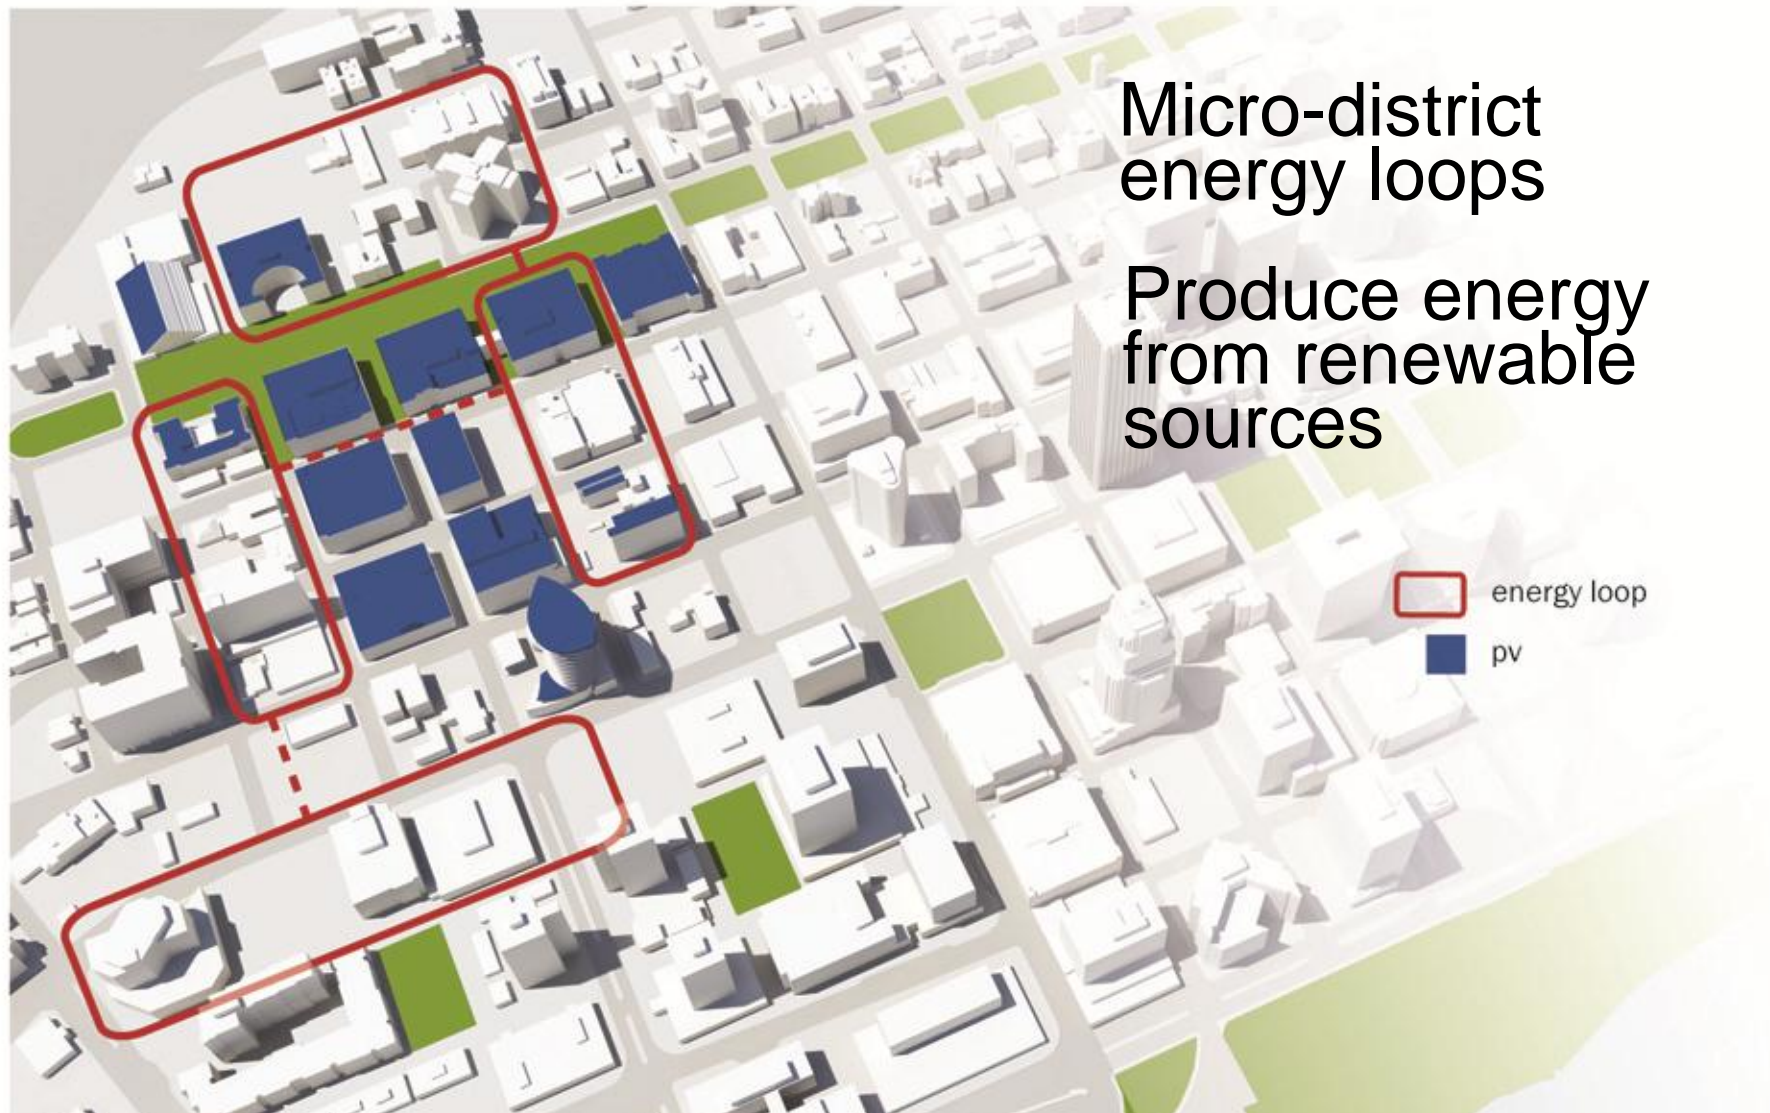 Micro-district
energy loops
Produce energy
from renewable
sources
energy loop
pv